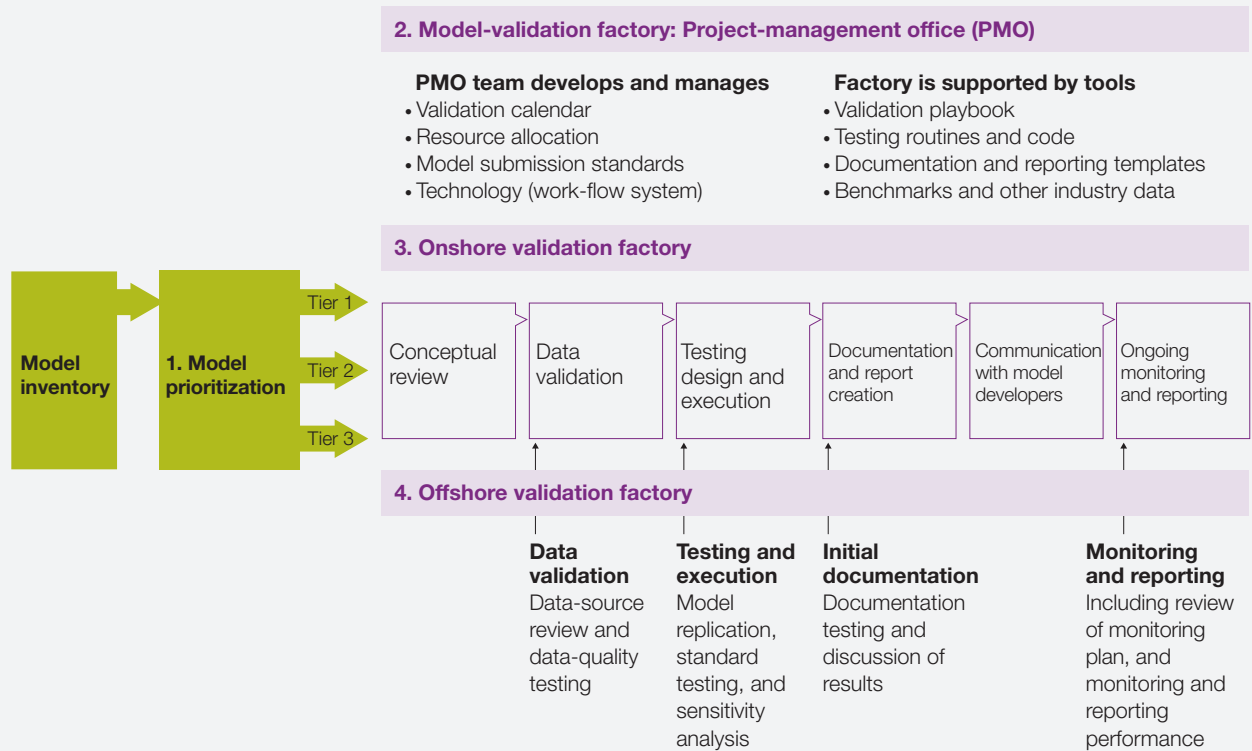 2. Model-validation factory: Project-management office (PMO)
PMO team develops and manages
• Validation calendar
• Resource allocation
• Model submission standards
• Technology (work-flow system)
Factory is supported by tools
• Validation playbook
• Testing routines and code
• Documentation and reporting templates
• Benchmarks and other industry data
3. Onshore validation factory
Model
inventory
1. Model
prioritization
Tier 1
Tier 2
Tier 3
Conceptual
review
Data
validation
Testing
design and
execution
Documentation
and report
creation
Communication
with model
developers
Ongoing
monitoring
and reporting
4. Offshore validation factory
Data
validation
Data-source
review and
data-quality
testing
Testing and
execution
Model
replication,
standard
testing, and
sensitivity
analysis
Initial
documentation
Documentation
testing and
discussion of
results
Monitoring
and reporting
Including review
of monitoring
plan, and
monitoring and
reporting
performance